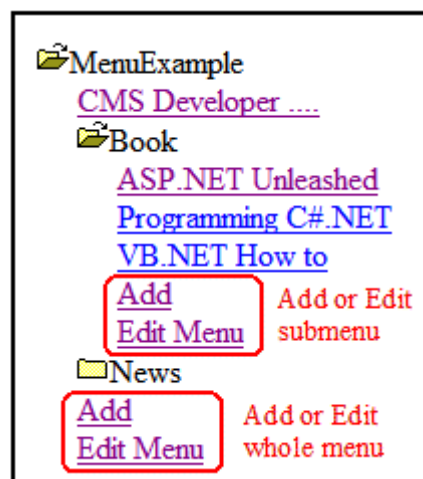 MenuExample
CMS Developer ....
Book
ASP.NET Unleashed
Programming C#.NET
VB.NET How to
Add
Edit Menu
Add or Edit
submenu
News
Add
Edit Menu
Add or Edit
whole menu